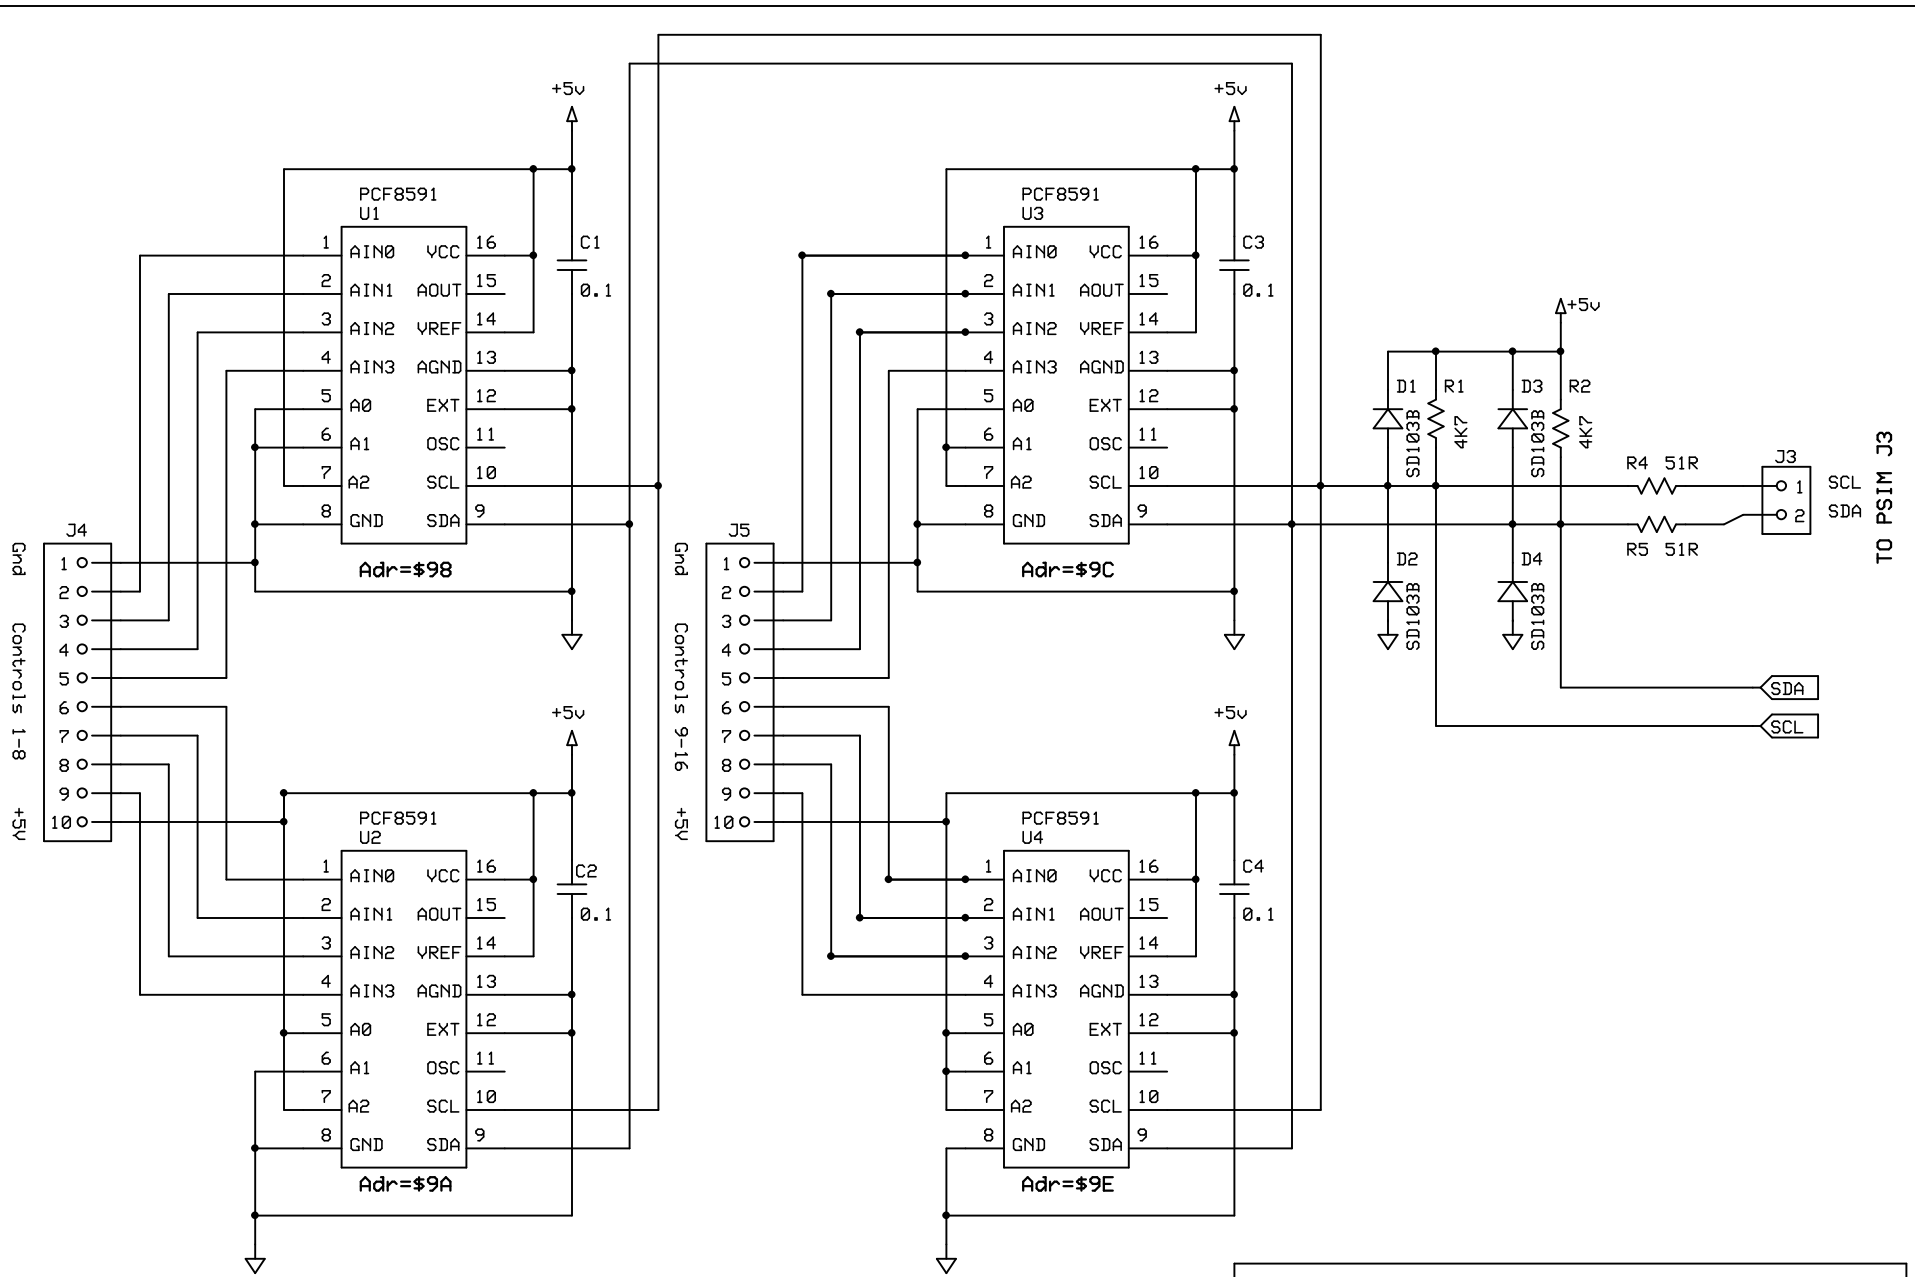 +5v
PCF8591
U1
1 AIN0 VCC 16
2 AIN1 AOUT 15
3 AIN2 VREF 14
4 AIN3 AGND 13
5 A0 EXT 12
6 A1 OSC 11
7 A2 SCL 10
8 GND SDA 9
Adr=$98
C1
0.1
+5v
PCF8591
U3
1 AIN0 VCC 16
2 AIN1 AOUT 15
3 AIN2 VREF 14
4 AIN3 AGND 13
5 A0 EXT 12
6 A1 OSC 11
7 A2 SCL 10
8 GND SDA 9
Adr=$9C
C3
0.1
+5v
D1
SD103B
R1
4K7
D3
SD103B
R2
4K7
D2
SD103B
D4
SD103B
R4 51R
R5 51R
J3
1 SCL
2 SDA
TO PSIM J3
SDA
SCL
J4
1
2
3
4
5
6
7
8
9
10
Gnd Controls 1-8 +5V
J5
1
2
3
4
5
6
7
8
9
10
Gnd Controls 9-16 +5V
+5v
PCF8591
U2
1 AIN0 VCC 16
2 AIN1 AOUT 15
3 AIN2 VREF 14
4 AIN3 AGND 13
5 A0 EXT 12
6 A1 OSC 11
7 A2 SCL 10
8 GND SDA 9
Adr=$9A
C2
0.1
+5v
PCF8591
U4
1 AIN0 VCC 16
2 AIN1 AOUT 15
3 AIN2 VREF 14
4 AIN3 AGND 13
5 A0 EXT 12
6 A1 OSC 11
7 A2 SCL 10
8 GND SDA 9
Adr=$9E
C4
0.1